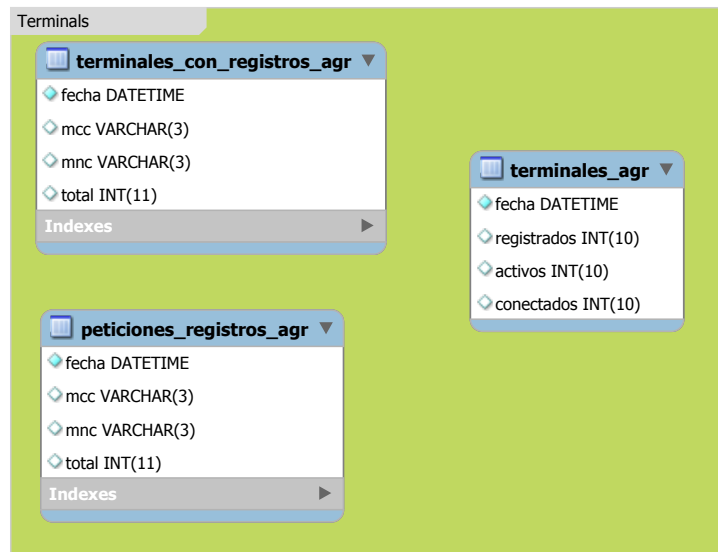 Terminals
terminales_con_registros_agr
fecha DATETIME
mcc VARCHAR(3)
mnc VARCHAR(3)
total INT(11)
Indexes
terminales_agr
fecha DATETIME
registrados INT(10)
activos INT(10)
conectados INT(10)
peticiones_registros_agr
fecha DATETIME
mcc VARCHAR(3)
mnc VARCHAR(3)
total INT(11)
Indexes